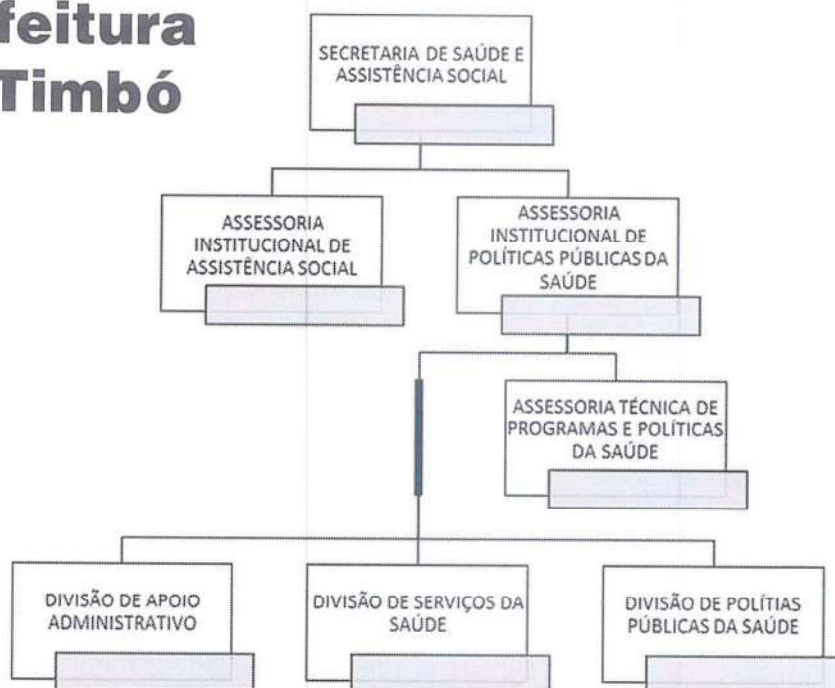 feitura
Timbó
SECRETARIA DE SAÚDE E
ASSISTÊNCIA SOCIAL
ASSESSORIA
INSTITUCIONAL DE
ASSISTÊNCIA SOCIAL
ASSESSORIA
INSTITUCIONAL DE
POLÍTICAS PÚBLICAS DA
SAÚDE
ASSESSORIA TÉCNICA DE
PROGRAMAS E POLÍTICAS
DA SAÚDE
DIVISÃO DE APOIO
ADMINISTRATIVO
DIVISÃO DE SERVIÇOS DA
SAÚDE
DIVISÃO DE POLÍTIAS
PÚBLICAS DA SAÚDE